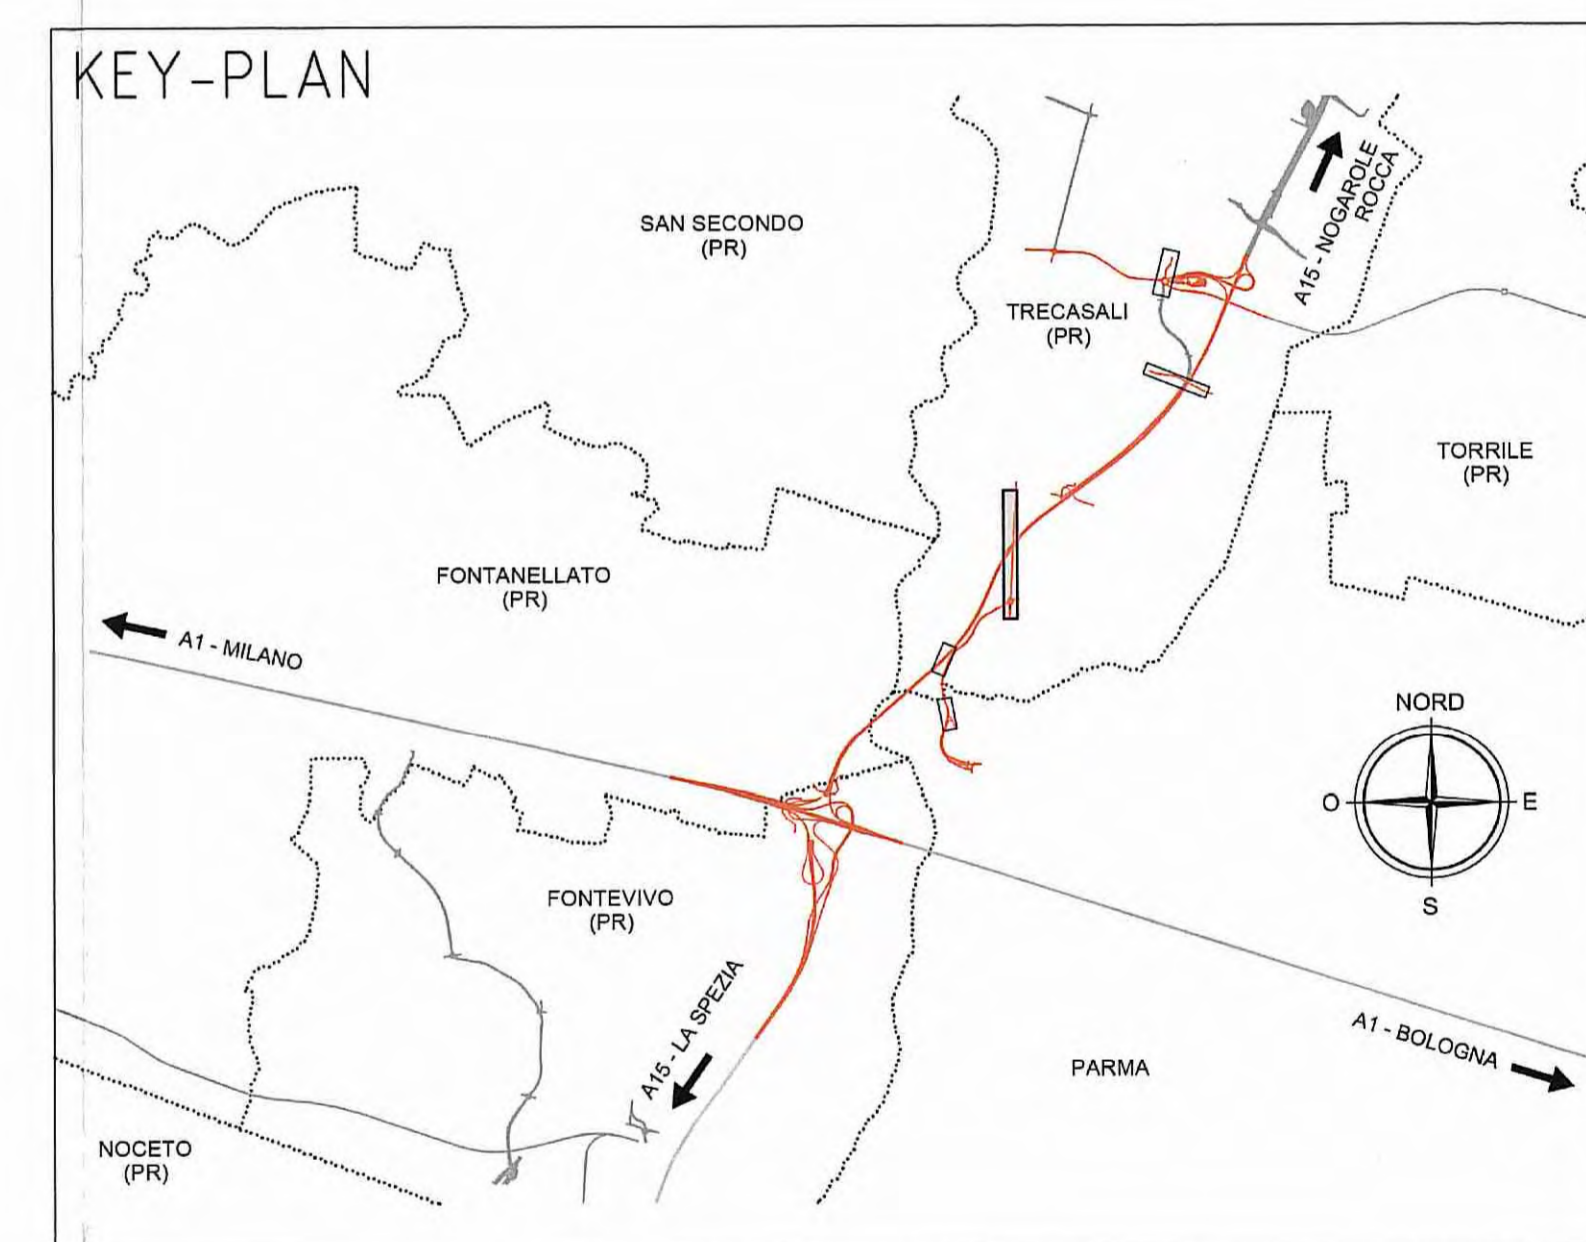 KEY-PLAN
SAN SECONDO
(PR)
A15 - NOGAROLE
ROCCA
TRECASALI
(PR)
TORRILE
(PR)
FONTANELLATO
(PR)
A1 - MILANO
NORD
O
E
S
FONTEVIVO
(PR)
A15 - LA SPEZIA
A1 - BOLOGNA
PARMA
NOCETO
(PR)